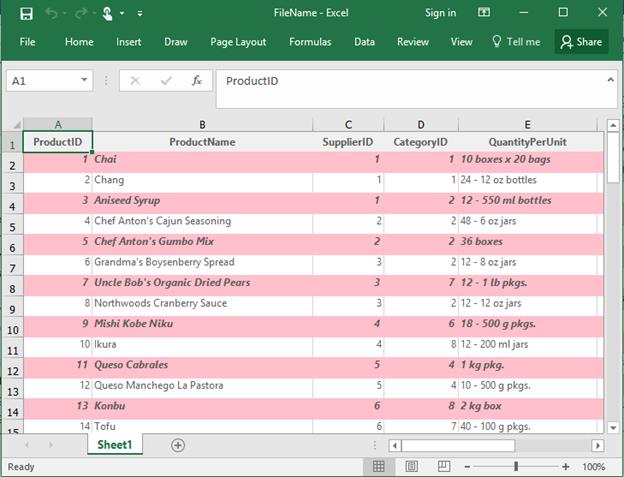 FileName - Excel Sign in
File Home Insert Draw Page Layout Formulas Data Review View Tell me Share
A1 fx ProductID
A B C D E
1 ProductID ProductName SupplierID CategoryID QuantityPerUnit
2 1 Chai 1 1 10 boxes x 20 bags
3 2 Chang 1 1 24 - 12 oz bottles
4 3 Aniseed Syrup 1 2 12 - 550 ml bottles
5 4 Chef Anton's Cajun Seasoning 2 2 48 - 6 oz jars
6 5 Chef Anton's Gumbo Mix 2 2 36 boxes
7 6 Grandma's Boysenberry Spread 3 2 12 - 8 oz jars
8 7 Uncle Bob's Organic Dried Pears 3 7 12 - 1 lb pkgs.
9 8 Northwoods Cranberry Sauce 3 2 12 - 12 oz jars
10 9 Mishi Kobe Niku 4 6 18 - 500 g pkgs.
11 10 Ikura 4 8 12 - 200 ml jars
12 11 Queso Cabrales 5 4 1 kg pkg.
13 12 Queso Manchego La Pastora 5 4 10 - 500 g pkgs.
14 13 Konbu 6 8 2 kg box
15 14 Tofu 6 7 40 - 100 g pkgs.
Sheet1
Ready 100%